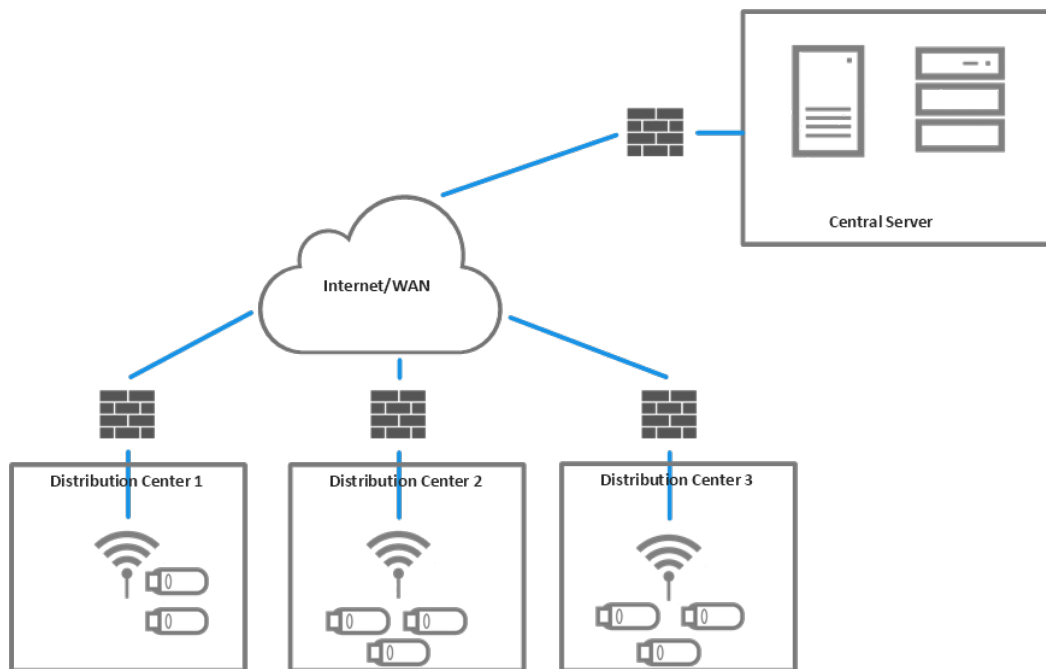 Central Server
Internet/WAN
Distribution Center 1
Distribution Center 2
Distribution Center 3